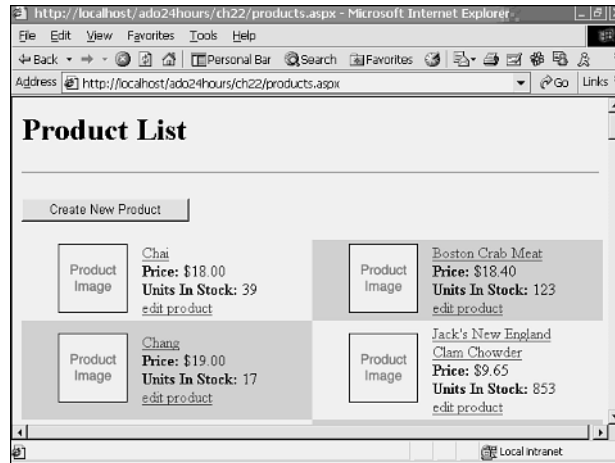 http://localhost/ado24hours/ch22/products.aspx - Microsoft Internet Explorer
File Edit View Favorites Tools Help
Back Personal Bar Search Favorites
Address http://localhost/ado24hours/ch22/products.aspx Go Links
Product List
Create New Product
Product
Image
Chai
Price: $18.00
Units In Stock: 39
edit product
Product
Image
Boston Crab Meat
Price: $18.40
Units In Stock: 123
edit product
Product
Image
Chang
Price: $19.00
Units In Stock: 17
edit product
Product
Image
Jack's New England
Clam Chowder
Price: $9.65
Units In Stock: 853
edit product
Local intranet